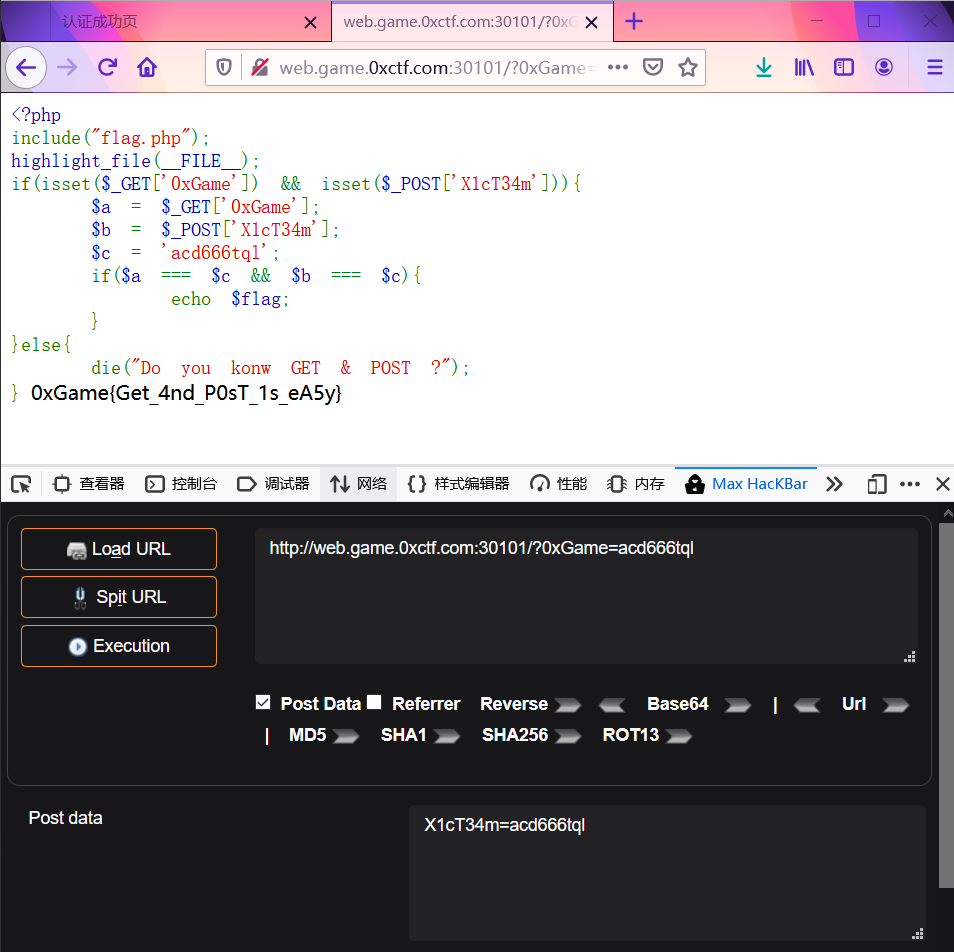 认证成功页
web.game.0xctf.com:30101/?0xG
web.game.0xctf.com:30101/?0xGame=
<?php
include("flag.php");
highlight_file(__FILE__);
if(isset($_GET['0xGame']) && isset($_POST['X1cT34m'])){
$a = $_GET['0xGame'];
$b = $_POST['X1cT34m'];
$c = 'acd666tql';
if($a === $c && $b === $c){
echo $flag;
}
}else{
die("Do you konw GET & POST ?");
} 0xGame{Get_4nd_P0sT_1s_eA5y}
查看器 控制台 调试器 网络 {} 样式编辑器 性能 内存 Max HacKBar
Load URL
http://web.game.0xctf.com:30101/?0xGame=acd666tql
Spit URL
Execution
Post Data Referrer Reverse Base64 | Url
| MD5 SHA1 SHA256 ROT13
Post data
X1cT34m=acd666tql